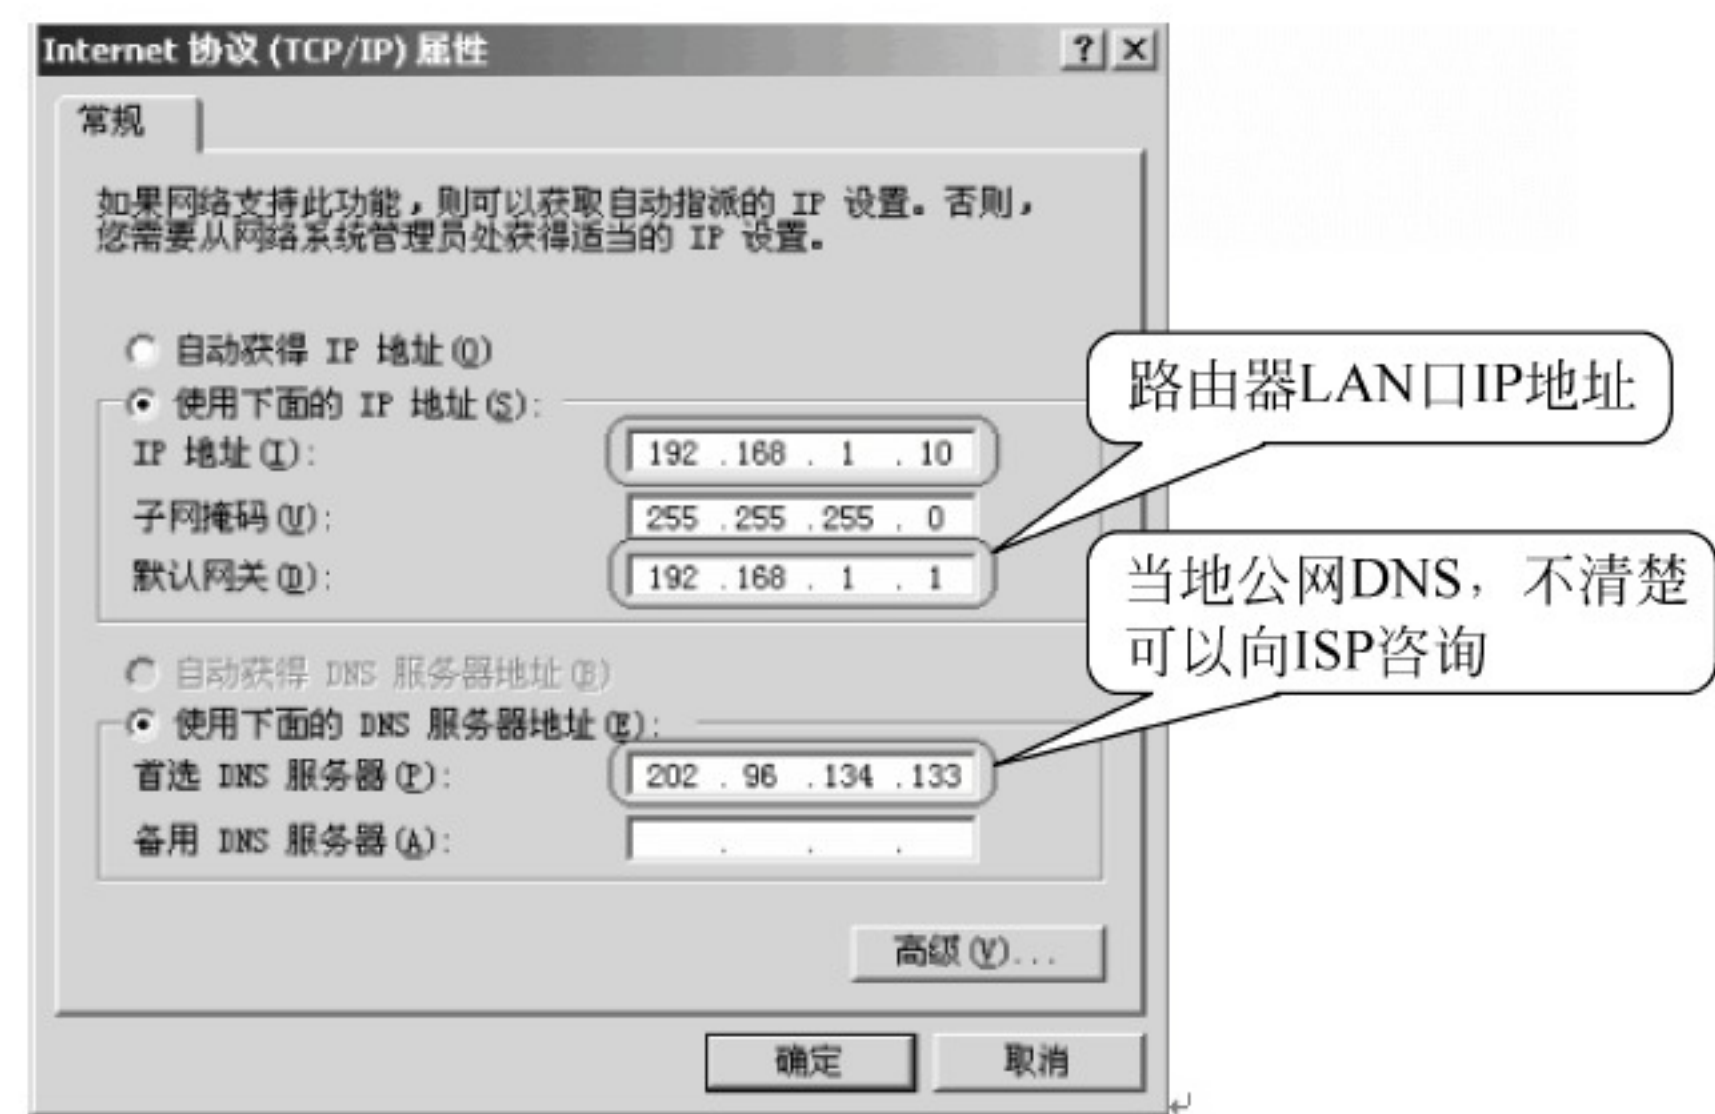 Internet 协议 (TCP/IP) 属性
常规
如果网络支持此功能，则可以获取自动指派的 IP 设置。否则，
您需要从网络系统管理员处获得适当的 IP 设置。
自动获得 IP 地址(O)
使用下面的 IP 地址(S):
IP 地址(I): 192 .168 . 1 . 10
子网掩码(U): 255 .255 .255 . 0
默认网关(D): 192 .168 . 1 . 1
路由器LAN口IP地址
自动获得 DNS 服务器地址(B)
使用下面的 DNS 服务器地址(E):
首选 DNS 服务器(P): 202 . 96 .134 .133
备用 DNS 服务器(A): . . .
当地公网DNS，不清楚
可以向ISP咨询
高级(V)...
确定 取消